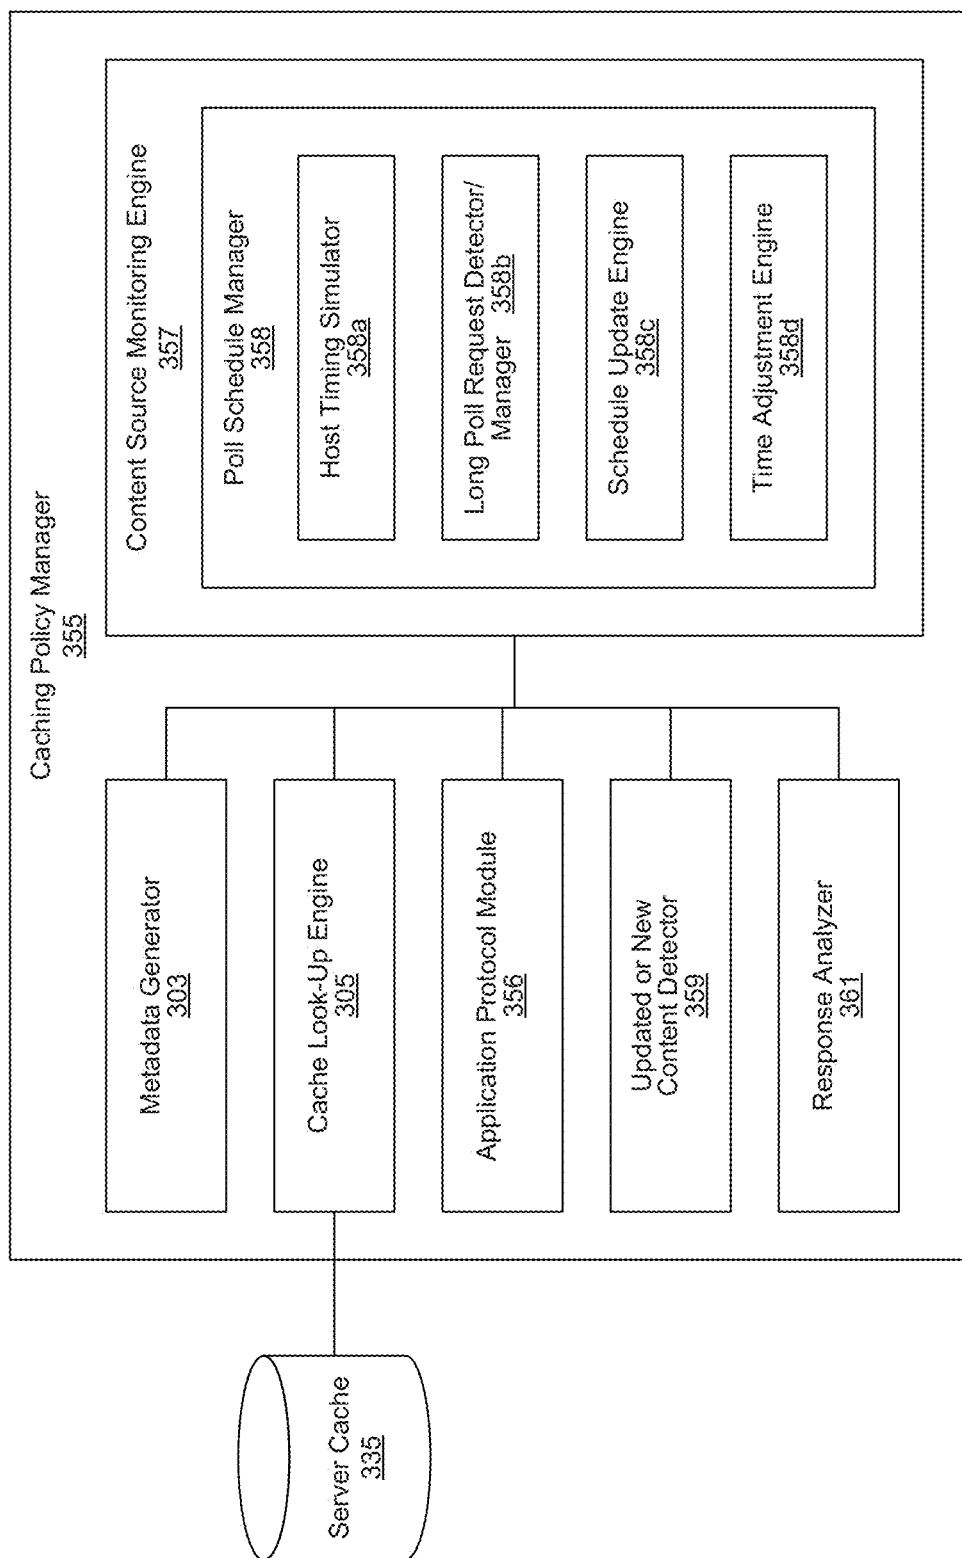 Caching Policy Manager
355
Metadata Generator
303
Cache Look-Up Engine
305
Application Protocol Module
356
Updated or New
Content Detector
359
Response Analyzer
361
Server Cache
335
Content Source Monitoring Engine
357
Poll Schedule Manager
358
Host Timing Simulator
358a
Long Poll Request Detector/
Manager 358b
Schedule Update Engine
358c
Time Adjustment Engine
358d